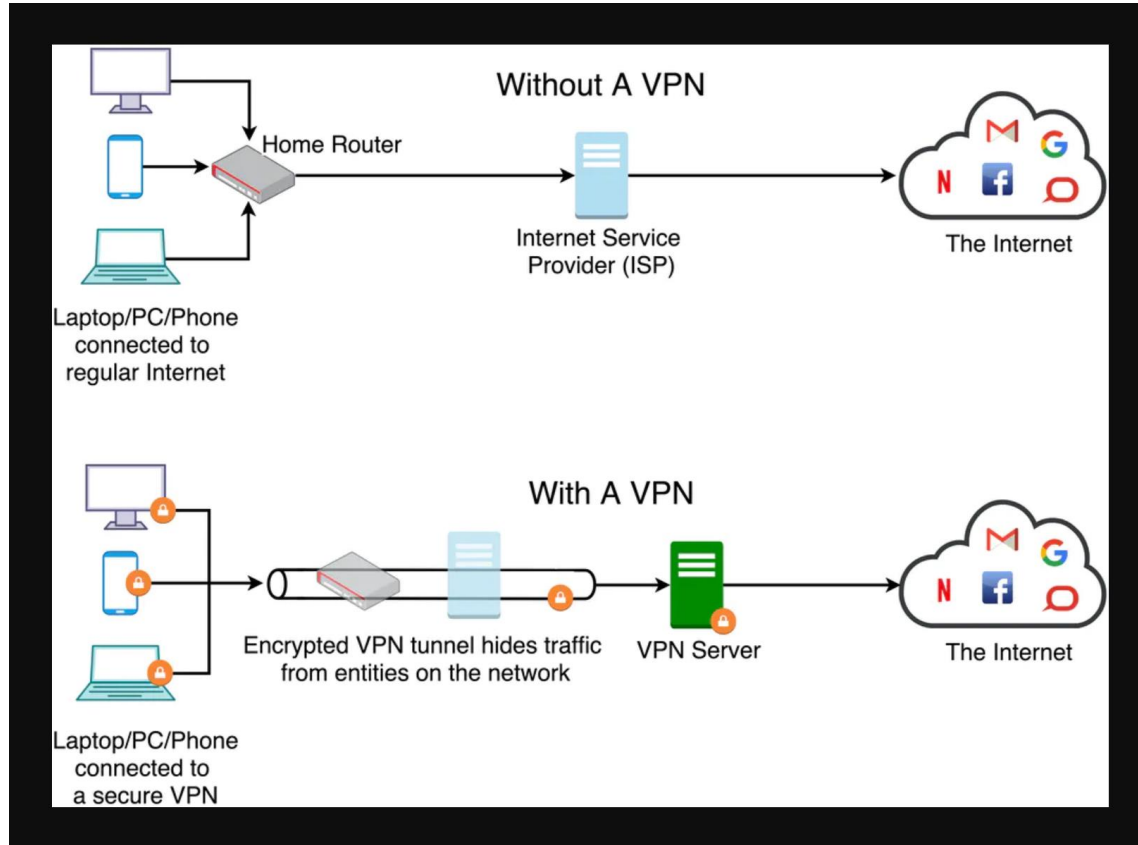 Without A VPN
Home Router
Internet Service
Provider (ISP)
The Internet
Laptop/PC/Phone
connected to
regular Internet
With A VPN
Encrypted VPN tunnel hides traffic
from entities on the network
VPN Server
The Internet
Laptop/PC/Phone
connected to
a secure VPN